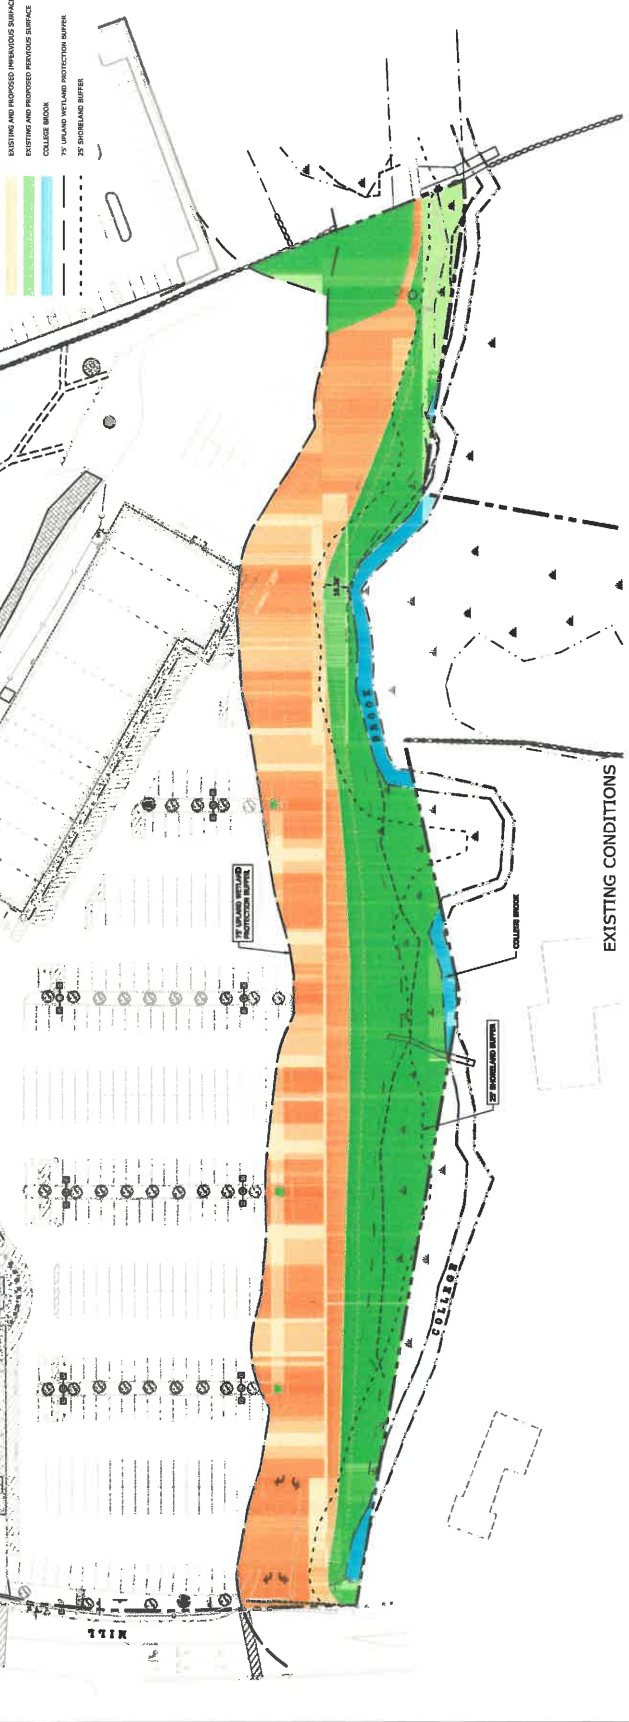 EXISTING AND PROPOSED IMPERVIOUS SURFACE
EXISTING AND PROPOSED PERVIOUS SURFACE
COLLEGE BROOK
75' UPLAND WETLAND PROTECTION BUFFER
25' SHORELAND BUFFER
BROOK
75' UPLAND WETLAND
PROTECTION BUFFER
COLLEGE BROOK
25' SHORELAND BUFFER
COLLEGE
MILL
EXISTING CONDITIONS